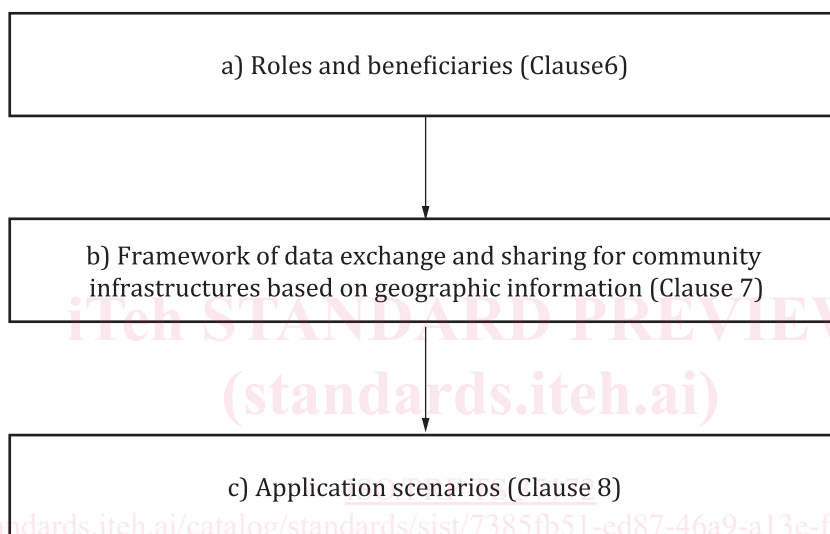 a) Roles and beneficiaries (Clause6)
b) Framework of data exchange and sharing for community
infrastructures based on geographic information (Clause 7)
iTeh STANDARD PREVIEW
(standards.iteh.ai)
c) Application scenarios (Clause 8)
ndards.iteh.ai/catalog/standards/sist/7385fb51-ed87-46a9-a13e-f